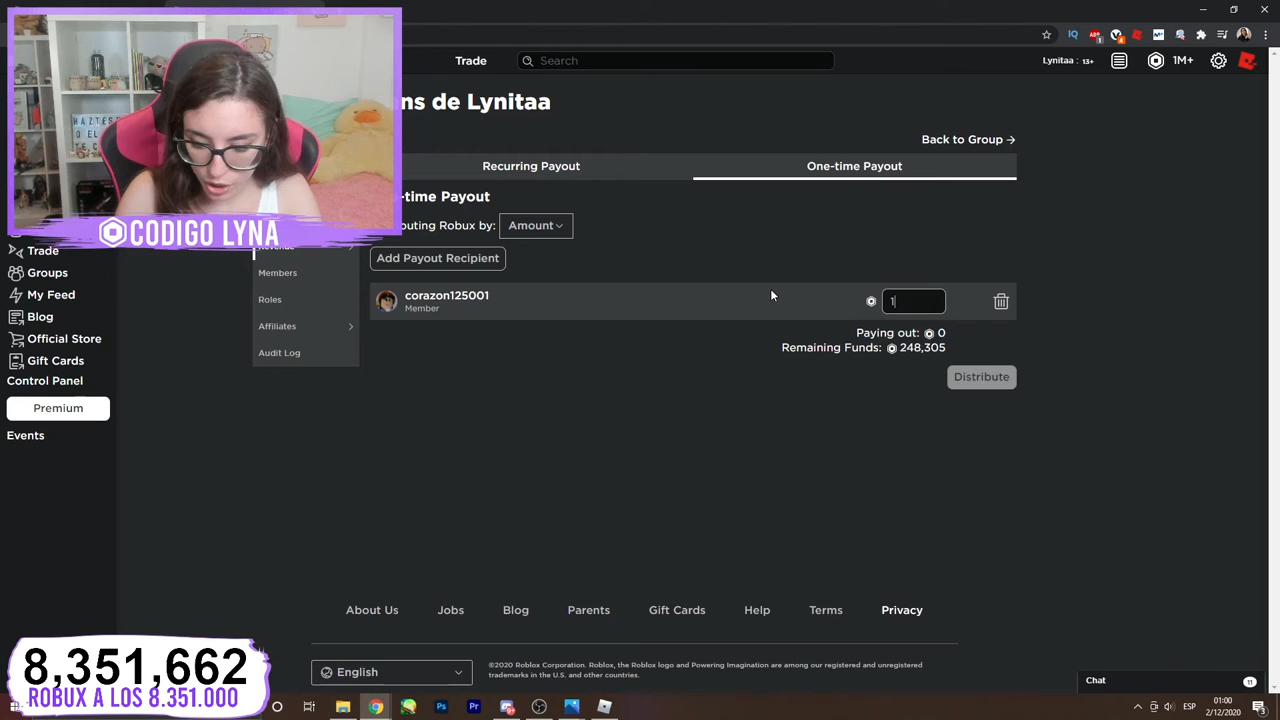 Trade
Search
Lynitaa : 13+
1M+
ns de Lynitaa
Back to Group
Recurring Payout
One-time Payout
-time Payout
outing Robux by:
Amount
CODIGO LYNA
Trade
Groups
My Feed
Blog
Official Store
Gift Cards
Control Panel
Premium
Events
Revenue
Members
Roles
Affiliates
Audit Log
Add Payout Recipient
corazon125001
Member
1
Paying out: 0
Remaining Funds: 248,305
Distribute
About Us
Jobs
Blog
Parents
Gift Cards
Help
Terms
Privacy
English
©2020 Roblox Corporation. Roblox, the Roblox logo and Powering Imagination are among our registered and unregistered
trademarks in the U.S. and other countries.
Chat
11
8,351,662
ROBUX A LOS 8.351.000
ESP
01:00
2/12/2020